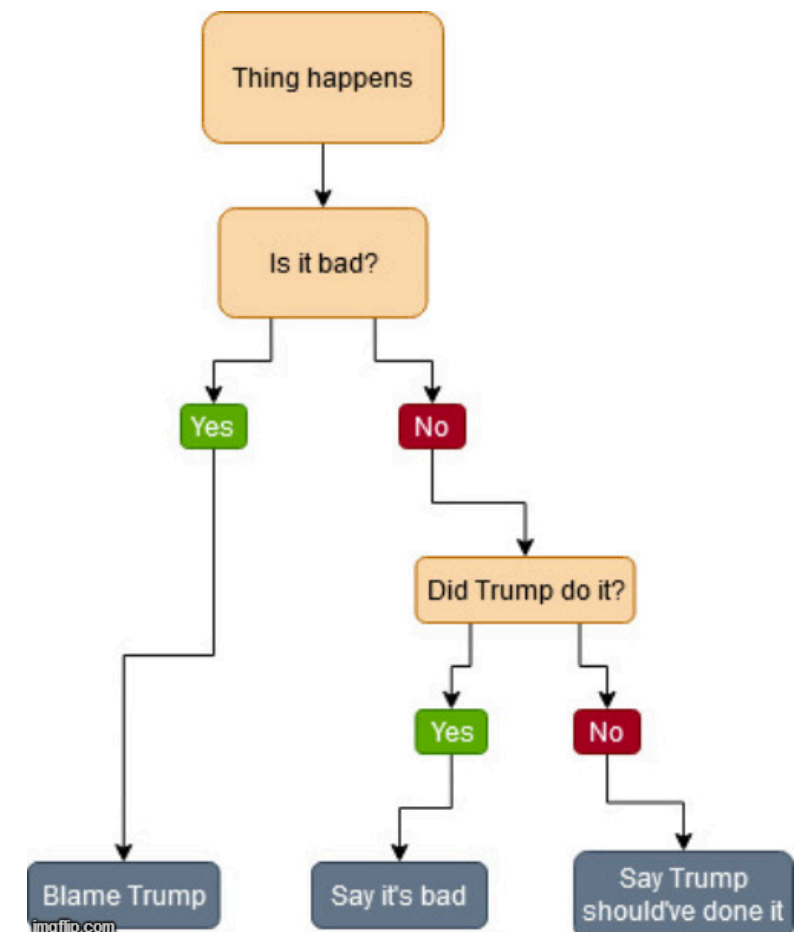 Thing happens
Is it bad?
Yes
No
Did Trump do it?
Yes
No
Blame Trump
Say it's bad
Say Trump
should've done it
imgflip.com